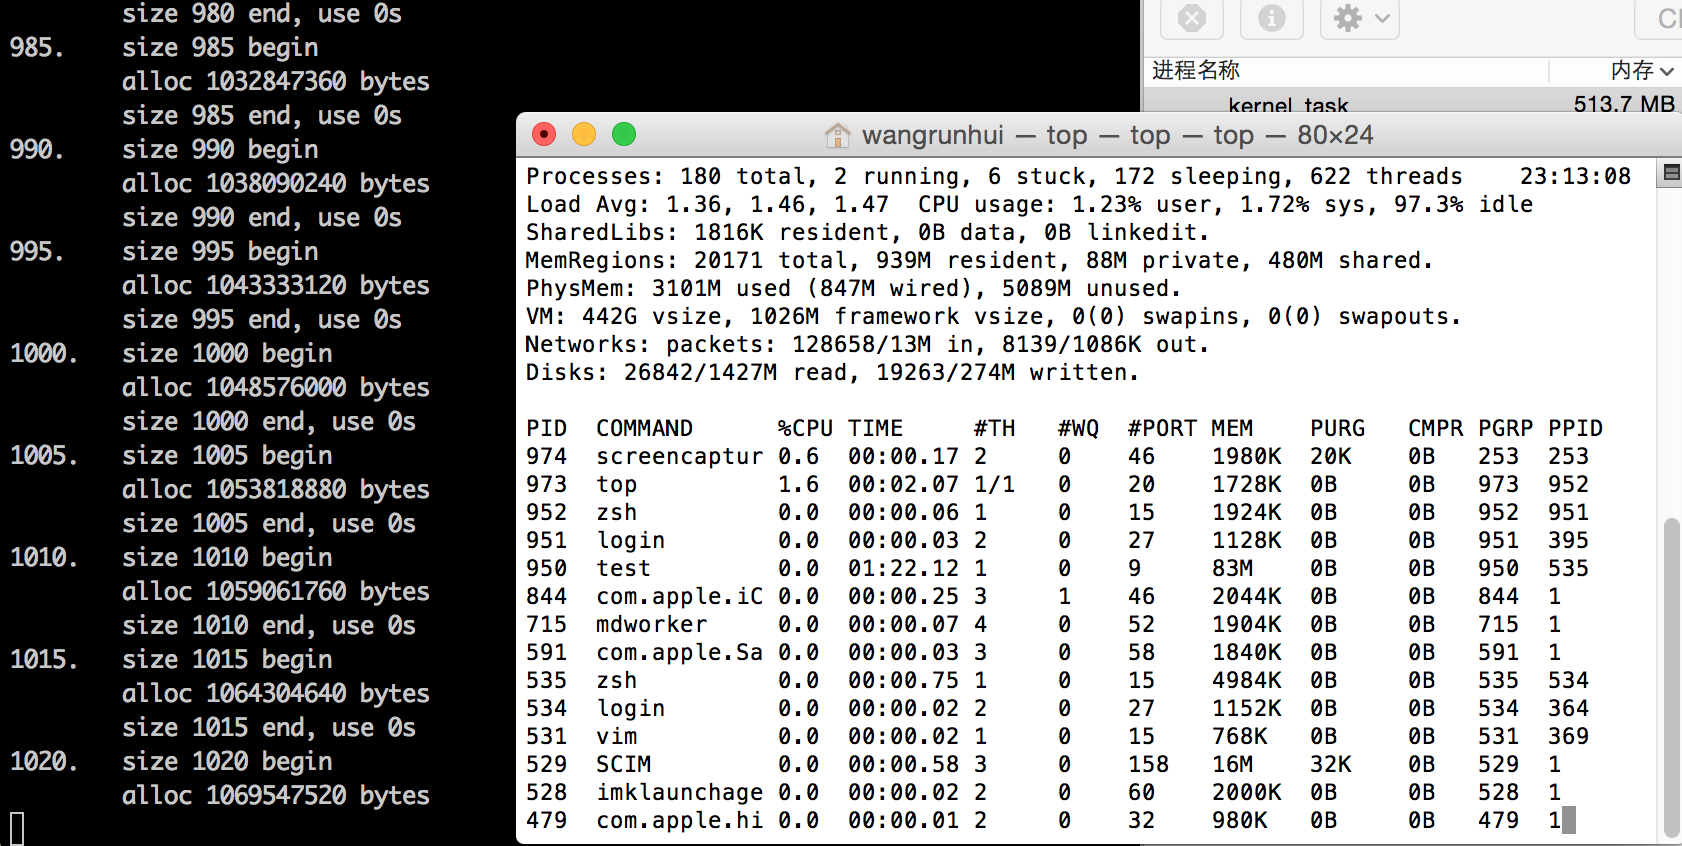 size 980 end, use 0s
985. size 985 begin
alloc 1032847360 bytes
size 985 end, use 0s
990. size 990 begin
alloc 1038090240 bytes
size 990 end, use 0s
995. size 995 begin
alloc 1043333120 bytes
size 995 end, use 0s
1000. size 1000 begin
alloc 1048576000 bytes
size 1000 end, use 0s
1005. size 1005 begin
alloc 1053818880 bytes
size 1005 end, use 0s
1010. size 1010 begin
alloc 1059061760 bytes
size 1010 end, use 0s
1015. size 1015 begin
alloc 1064304640 bytes
size 1015 end, use 0s
1020. size 1020 begin
alloc 1069547520 bytes
进程名称 内存
kernel_task 513.7 MB
wangrunhui — top — top — top — 80×24
Processes: 180 total, 2 running, 6 stuck, 172 sleeping, 622 threads 23:13:08
Load Avg: 1.36, 1.46, 1.47 CPU usage: 1.23% user, 1.72% sys, 97.3% idle
SharedLibs: 1816K resident, 0B data, 0B linkedit.
MemRegions: 20171 total, 939M resident, 88M private, 480M shared.
PhysMem: 3101M used (847M wired), 5089M unused.
VM: 442G vsize, 1026M framework vsize, 0(0) swapins, 0(0) swapouts.
Networks: packets: 128658/13M in, 8139/1086K out.
Disks: 26842/1427M read, 19263/274M written.
PID COMMAND %CPU TIME #TH #WQ #PORT MEM PURG CMPR PGRP PPID
974 screencaptur 0.6 00:00.17 2 0 46 1980K 20K 0B 253 253
973 top 1.6 00:02.07 1/1 0 20 1728K 0B 0B 973 952
952 zsh 0.0 00:00.06 1 0 15 1924K 0B 0B 952 951
951 login 0.0 00:00.03 2 0 27 1128K 0B 0B 951 395
950 test 0.0 01:22.12 1 0 9 83M 0B 0B 950 535
844 com.apple.iC 0.0 00:00.25 3 1 46 2044K 0B 0B 844 1
715 mdworker 0.0 00:00.07 4 0 52 1904K 0B 0B 715 1
591 com.apple.Sa 0.0 00:00.03 3 0 58 1840K 0B 0B 591 1
535 zsh 0.0 00:00.75 1 0 15 4984K 0B 0B 535 534
534 login 0.0 00:00.02 2 0 27 1152K 0B 0B 534 364
531 vim 0.0 00:00.02 1 0 15 768K 0B 0B 531 369
529 SCIM 0.0 00:00.58 3 0 158 16M 32K 0B 529 1
528 imklaunchage 0.0 00:00.02 2 0 60 2000K 0B 0B 528 1
479 com.apple.hi 0.0 00:00.01 2 0 32 980K 0B 0B 479 1